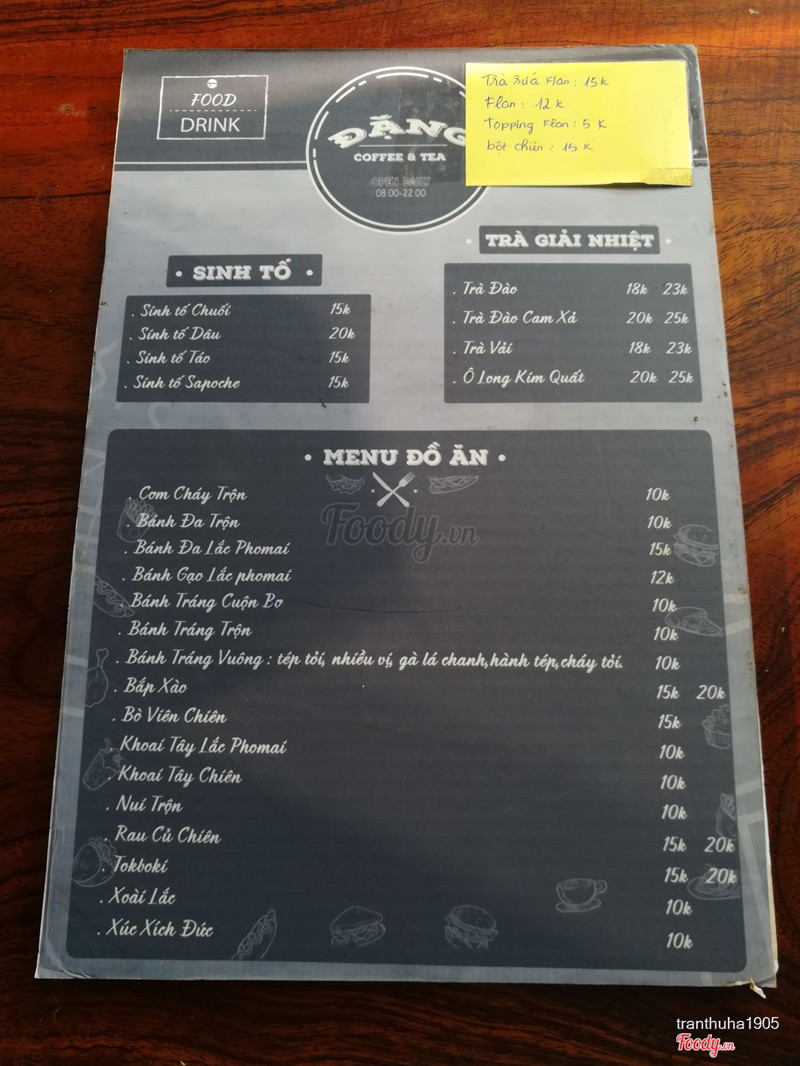 FOOD
DRINK
ĐẶNG
COFFEE & TEA
OPEN DAILY
08.00-22.00
Trà sữa Flan : 15k
Flan : 12k
topping Flan : 5k
bột chiên : 15k
• SINH TỐ •
. Sinh tố Chuối 15k
. Sinh tố Dâu 20k
. Sinh tố Táo 15k
. Sinh tố Sapoche 15k
• TRÀ GIẢI NHIỆT •
. Trà Đào 18k 23k
. Trà Đào Cam Xả 20k 25k
. Trà Vải 18k 23k
. Ô Long Kim Quất 20k 25k
• MENU ĐỒ ĂN •
Foody.vn
. Cơm Cháy Trộn 10k
. Bánh Đa Trộn 10k
. Bánh Đa Lắc Phomai 15k
. Bánh Gạo Lắc phomai 12k
. Bánh Tráng Cuộn Bơ 10k
. Bánh Tráng Trộn 10k
. Bánh Tráng Vuông : tép tỏi, nhiều vị, gà lá chanh, hành tép, cháy tỏi. 10k
. Bắp Xào 15k 20k
. Bò Viên Chiên 15k
. Khoai Tây Lắc Phomai 10k
. Khoai Tây Chiên 10k
. Nui Trộn 10k
. Rau Củ Chiên 15k 20k
. Tokboki 15k 20k
. Xoài Lắc 10k
. Xúc Xích Đức 10k
tranthuha1905
Foody.vn